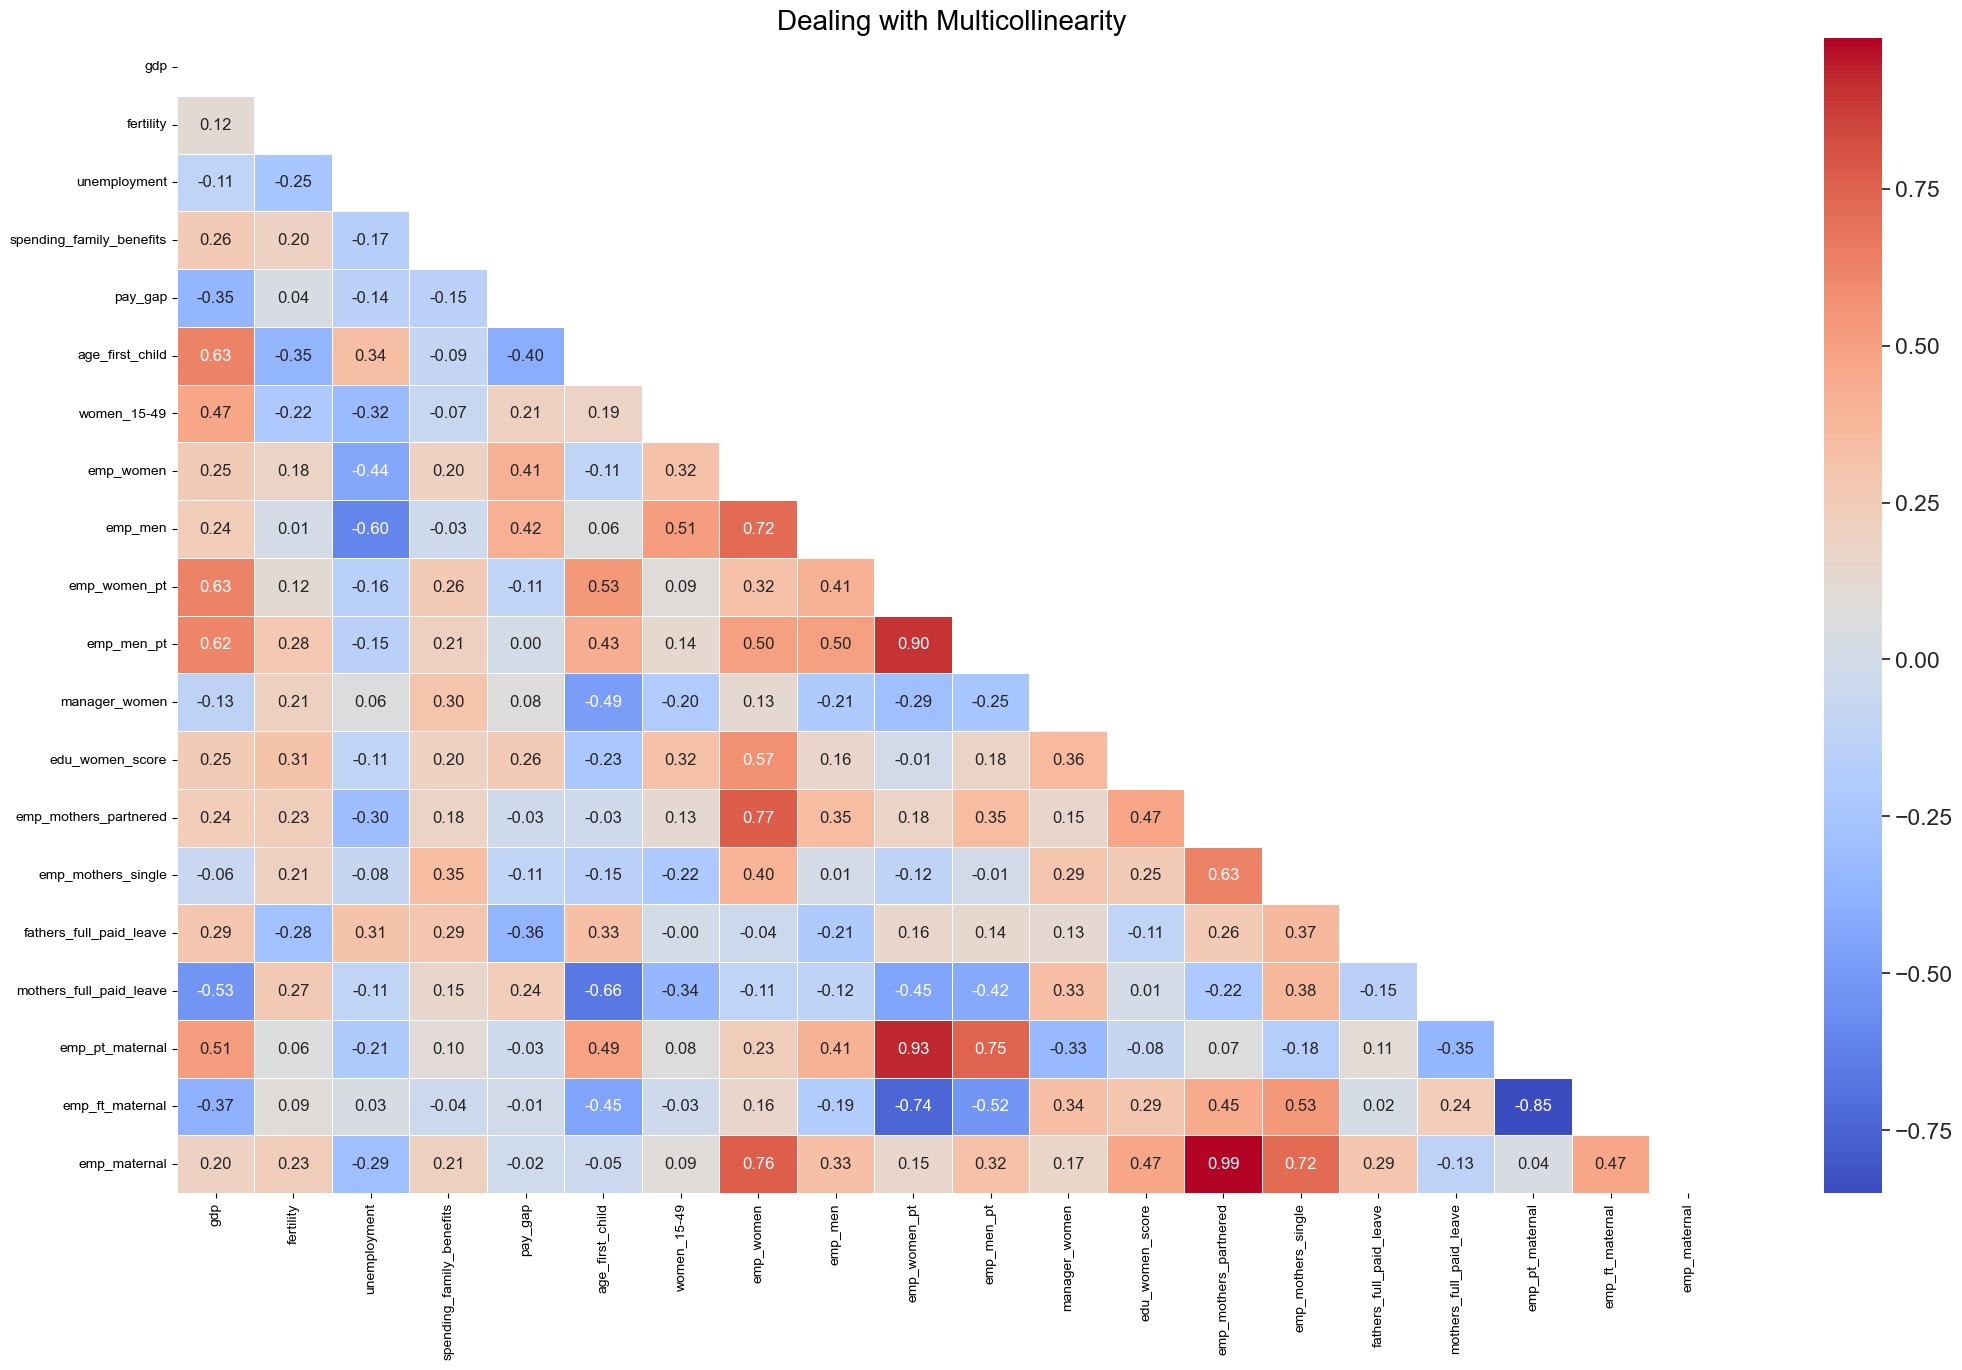 Dealing with Multicollinearity
gdp
fertility 0.12
unemployment -0.11 -0.25
spending_family_benefits 0.26 0.20 -0.17
pay_gap -0.35 0.04 -0.14 -0.15
age_first_child 0.63 -0.35 0.34 -0.09 -0.40
women_15-49 0.47 -0.22 -0.32 -0.07 0.21 0.19
emp_women 0.25 0.18 -0.44 0.20 0.41 -0.11 0.32
emp_men 0.24 0.01 -0.60 -0.03 0.42 0.06 0.51 0.72
emp_women_pt 0.63 0.12 -0.16 0.26 -0.11 0.53 0.09 0.32 0.41
emp_men_pt 0.62 0.28 -0.15 0.21 0.00 0.43 0.14 0.50 0.50 0.90
manager_women -0.13 0.21 0.06 0.30 0.08 -0.49 -0.20 0.13 -0.21 -0.29 -0.25
edu_women_score 0.25 0.31 -0.11 0.20 0.26 -0.23 0.32 0.57 0.16 -0.01 0.18 0.36
emp_mothers_partnered 0.24 0.23 -0.30 0.18 -0.03 -0.03 0.13 0.77 0.35 0.18 0.35 0.15 0.47
emp_mothers_single -0.06 0.21 -0.08 0.35 -0.11 -0.15 -0.22 0.40 0.01 -0.12 -0.01 0.29 0.25 0.63
fathers_full_paid_leave 0.29 -0.28 0.31 0.29 -0.36 0.33 -0.00 -0.04 -0.21 0.16 0.14 0.13 -0.11 0.26 0.37
mothers_full_paid_leave -0.53 0.27 -0.11 0.15 0.24 -0.66 -0.34 -0.11 -0.12 -0.45 -0.42 0.33 0.01 -0.22 0.38 -0.15
emp_pt_maternal 0.51 0.06 -0.21 0.10 -0.03 0.49 0.08 0.23 0.41 0.93 0.75 -0.33 -0.08 0.07 -0.18 0.11 -0.35
emp_ft_maternal -0.37 0.09 0.03 -0.04 -0.01 -0.45 -0.03 0.16 -0.19 -0.74 -0.52 0.34 0.29 0.45 0.53 0.02 0.24 -0.85
emp_maternal 0.20 0.23 -0.29 0.21 -0.02 -0.05 0.09 0.76 0.33 0.15 0.32 0.17 0.47 0.99 0.72 0.29 -0.13 0.04 0.47
gdp
fertility
unemployment
spending_family_benefits
pay_gap
age_first_child
women_15-49
emp_women
emp_men
emp_women_pt
emp_men_pt
manager_women
edu_women_score
emp_mothers_partnered
emp_mothers_single
fathers_full_paid_leave
mothers_full_paid_leave
emp_pt_maternal
emp_ft_maternal
emp_maternal
0.75
0.50
0.25
0.00
−0.25
−0.50
−0.75